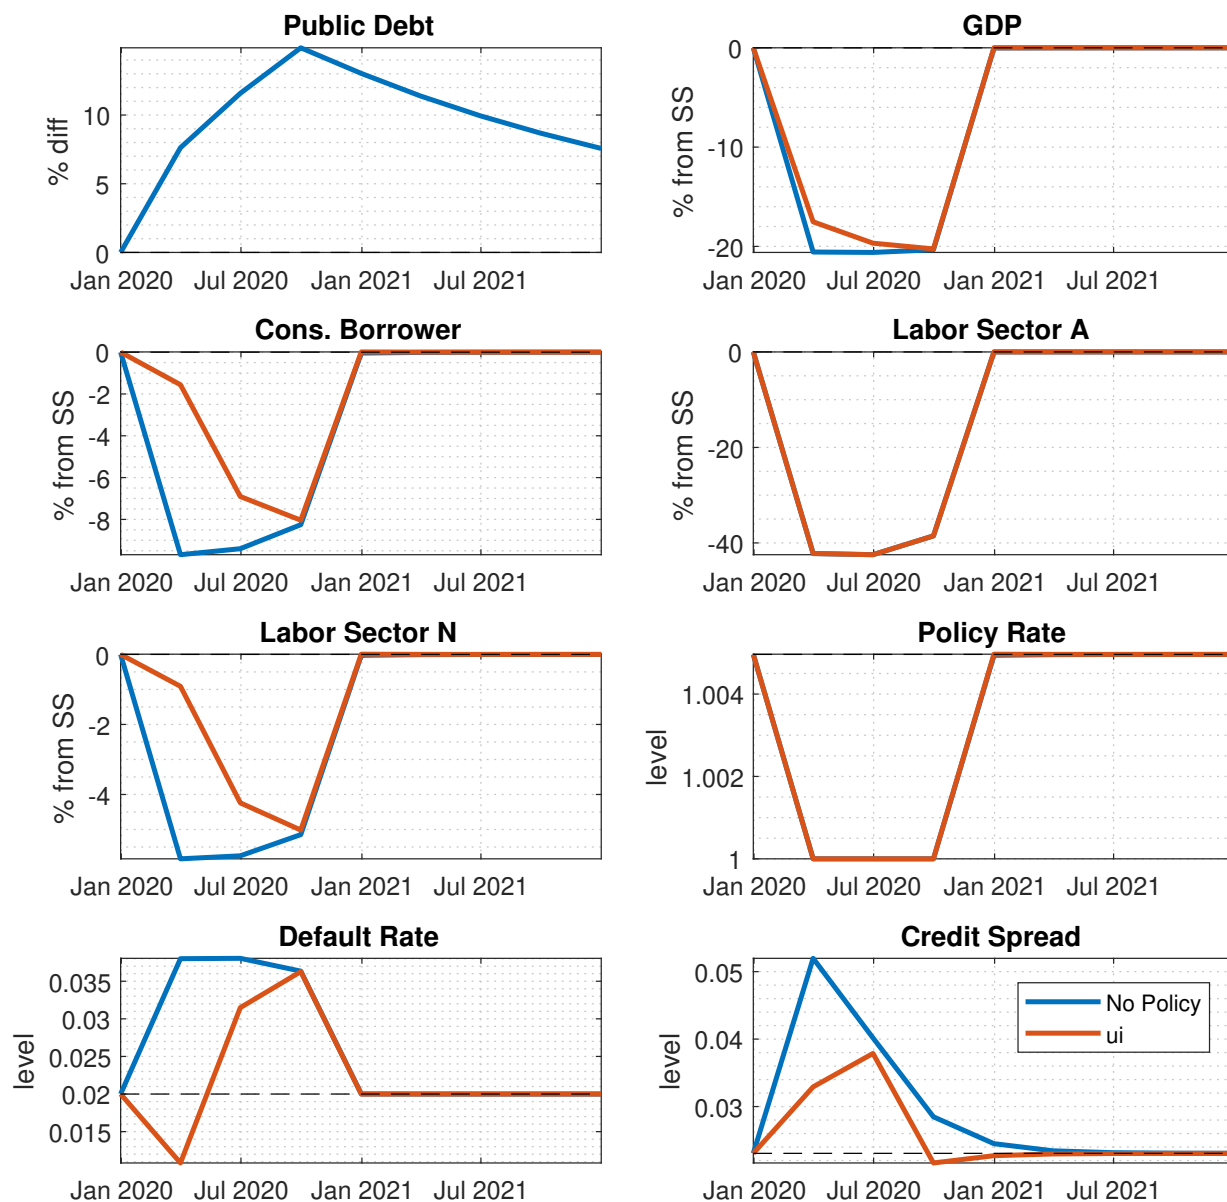 Public Debt
% diff
10
5
0
Jan 2020 Jul 2020 Jan 2021 Jul 2021
GDP
% from SS
0
-10
-20
Jan 2020 Jul 2020 Jan 2021 Jul 2021
Cons. Borrower
% from SS
0
-2
-4
-6
-8
Jan 2020 Jul 2020 Jan 2021 Jul 2021
Labor Sector A
% from SS
0
-20
-40
Jan 2020 Jul 2020 Jan 2021 Jul 2021
Labor Sector N
% from SS
0
-2
-4
Jan 2020 Jul 2020 Jan 2021 Jul 2021
Policy Rate
level
1.004
1.002
1
Jan 2020 Jul 2020 Jan 2021 Jul 2021
Default Rate
level
0.035
0.03
0.025
0.02
0.015
Jan 2020 Jul 2020 Jan 2021 Jul 2021
Credit Spread
level
0.05
0.04
0.03
No Policy
ui
Jan 2020 Jul 2020 Jan 2021 Jul 2021